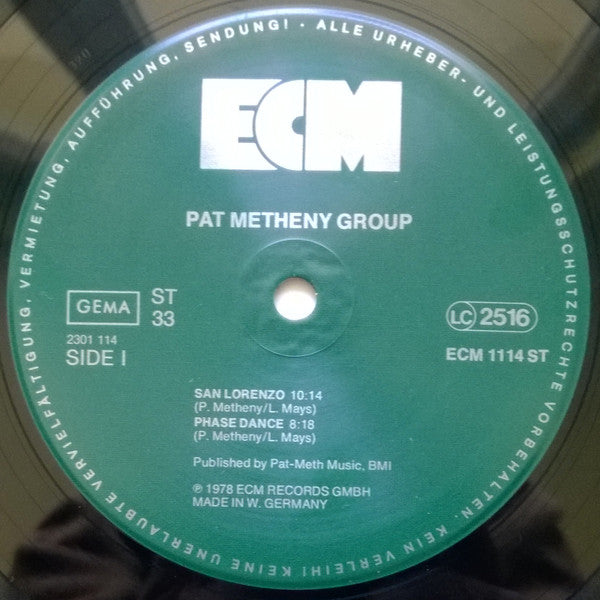 ALLE URHEBER- UND LEISTUNGSSCHUTZRECHTE VORBEHALTEN. KEIN VERLEIH! KEINE UNERLAUBTE VERVIELFÄLTIGUNG, VERMIETUNG, AUFFÜHRUNG, SENDUNG! ·
ECM
PAT METHENY GROUP
GEMA
ST
33
2301 114
SIDE I
LC 2516
ECM 1114 ST
SAN LORENZO 10:14
(P. Metheny/L. Mays)
PHASE DANCE 8:18
(P. Metheny/L. Mays)
Published by Pat-Meth Music, BMI
℗ 1978 ECM RECORDS GMBH
MADE IN W. GERMANY